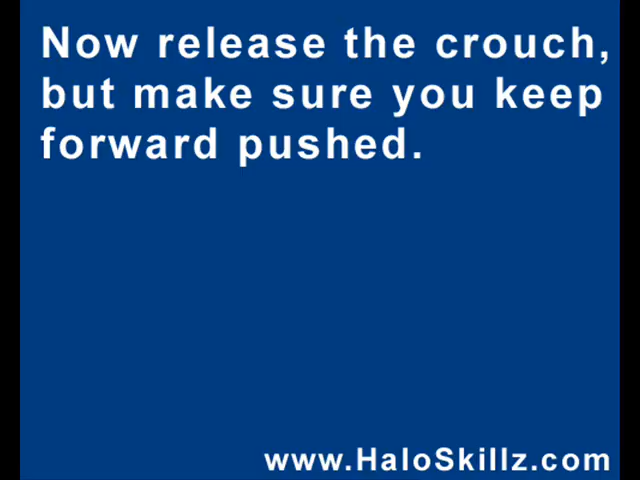 Now release the crouch,
but make sure you keep
forward pushed.
www.HaloSkillz.com